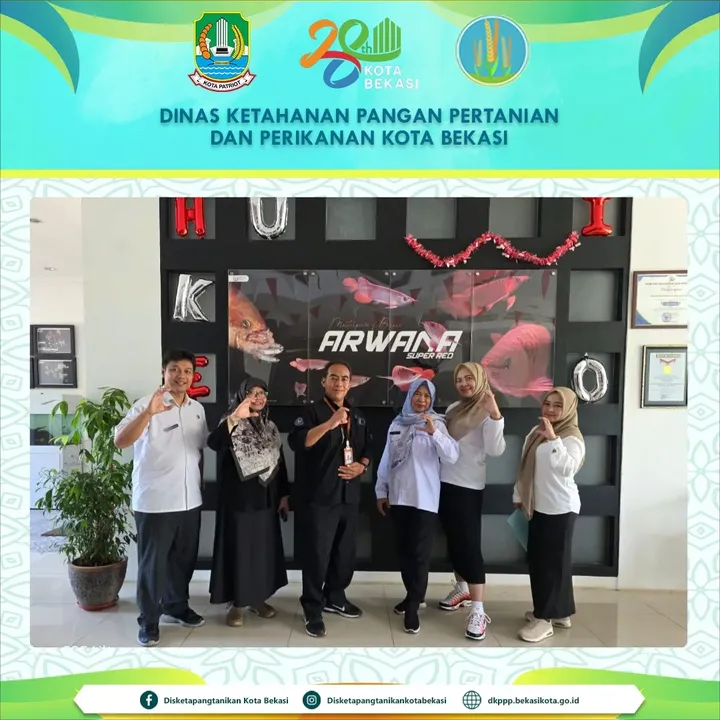 KOTA PATRIOT
28th
KOTA
BEKASI
DINAS KETAHANAN PANGAN PERTANIAN
DAN PERIKANAN KOTA BEKASI
H U I
K
E O
ARWANA
SUPER RED
Disketapangtanikan Kota Bekasi
Disketapangtanikankotabekasi
dkppp.bekasikota.go.id